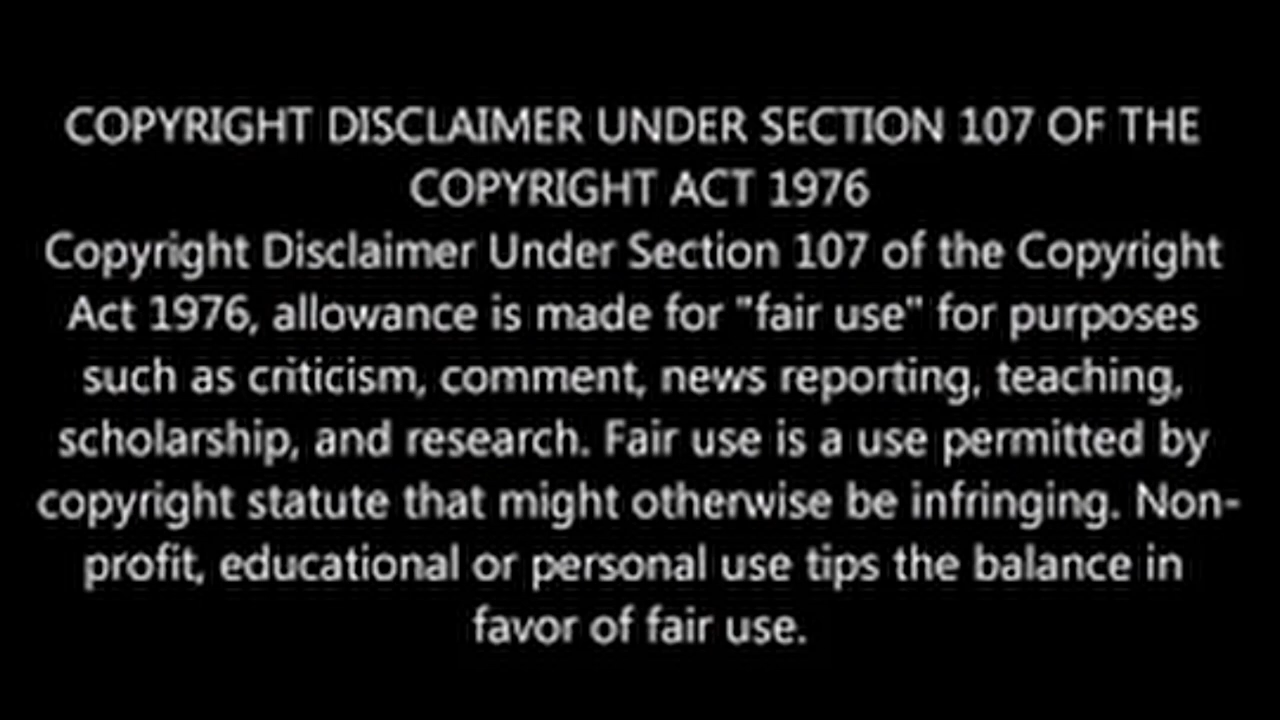 COPYRIGHT DISCLAIMER UNDER SECTION 107 OF THE
COPYRIGHT ACT 1976
Copyright Disclaimer Under Section 107 of the Copyright
Act 1976, allowance is made for "fair use" for purposes
such as criticism, comment, news reporting, teaching,
scholarship, and research. Fair use is a use permitted by
copyright statute that might otherwise be infringing. Non-
profit, educational or personal use tips the balance in
favor of fair use.